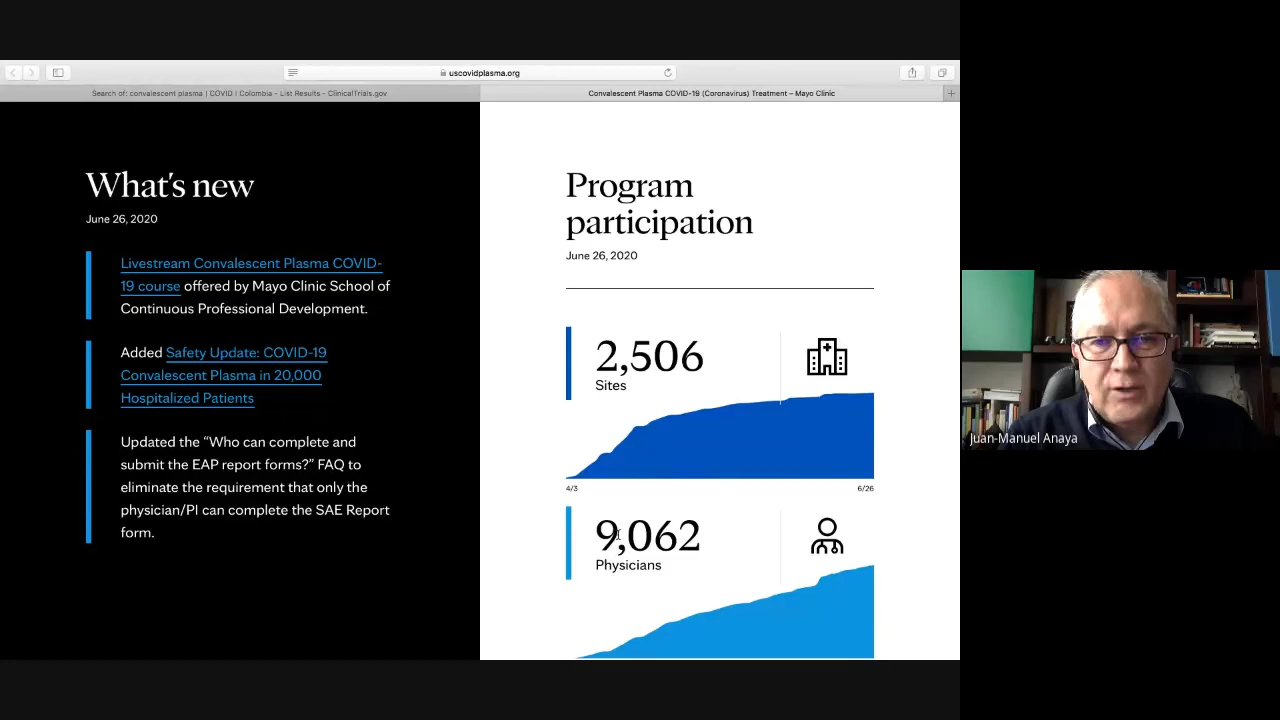 uscovidplasma.org
Search of: convalescent plasma | COVID | Colombia - List Results - ClinicalTrials.gov
Convalescent Plasma COVID-19 (Coronavirus) Treatment – Mayo Clinic
What's new
June 26, 2020
Livestream Convalescent Plasma COVID-
19 course offered by Mayo Clinic School of
Continuous Professional Development.
Added Safety Update: COVID-19
Convalescent Plasma in 20,000
Hospitalized Patients
Updated the “Who can complete and
submit the EAP report forms?” FAQ to
eliminate the requirement that only the
physician/PI can complete the SAE Report
form.
Program
participation
June 26, 2020
2,506
Sites
4/3
6/26
9,062
Physicians
Juan-Manuel Anaya